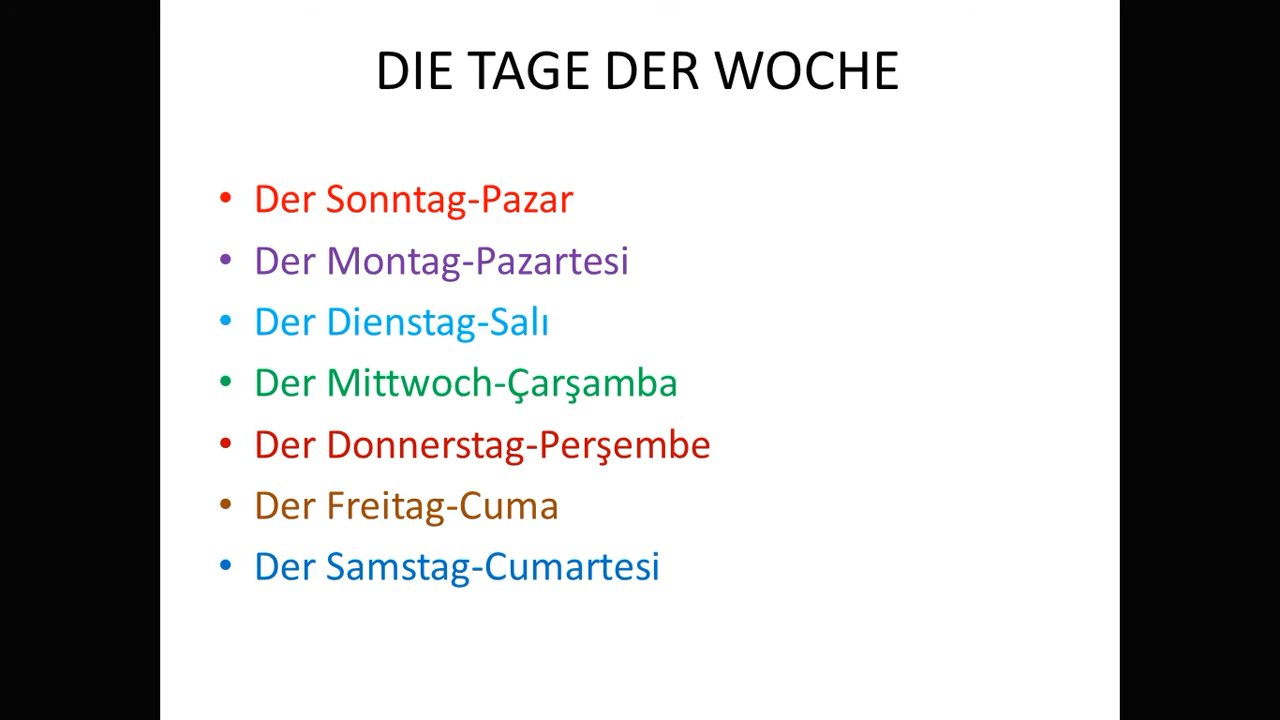 DIE TAGE DER WOCHE
• Der Sonntag-Pazar
• Der Montag-Pazartesi
• Der Dienstag-Salı
• Der Mittwoch-Çarşamba
• Der Donnerstag-Perşembe
• Der Freitag-Cuma
• Der Samstag-Cumartesi